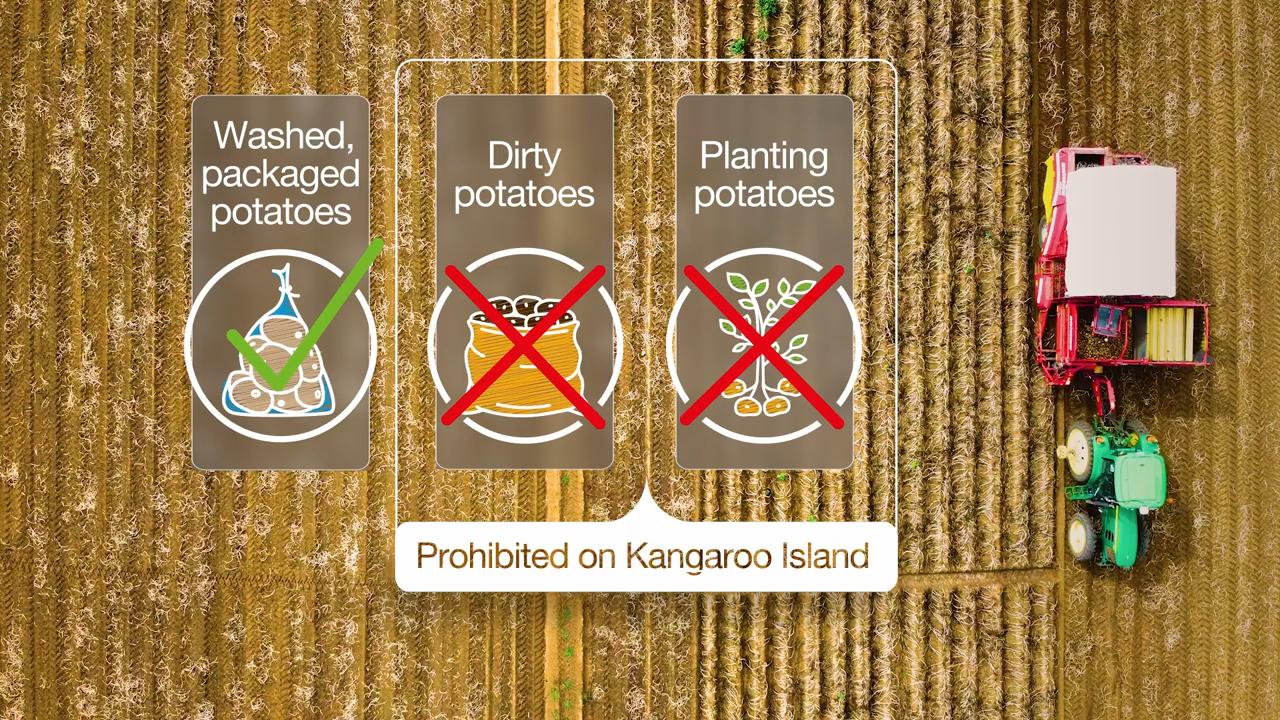 Washed,
packaged
potatoes
Dirty
potatoes
Planting
potatoes
Prohibited on Kangaroo Island